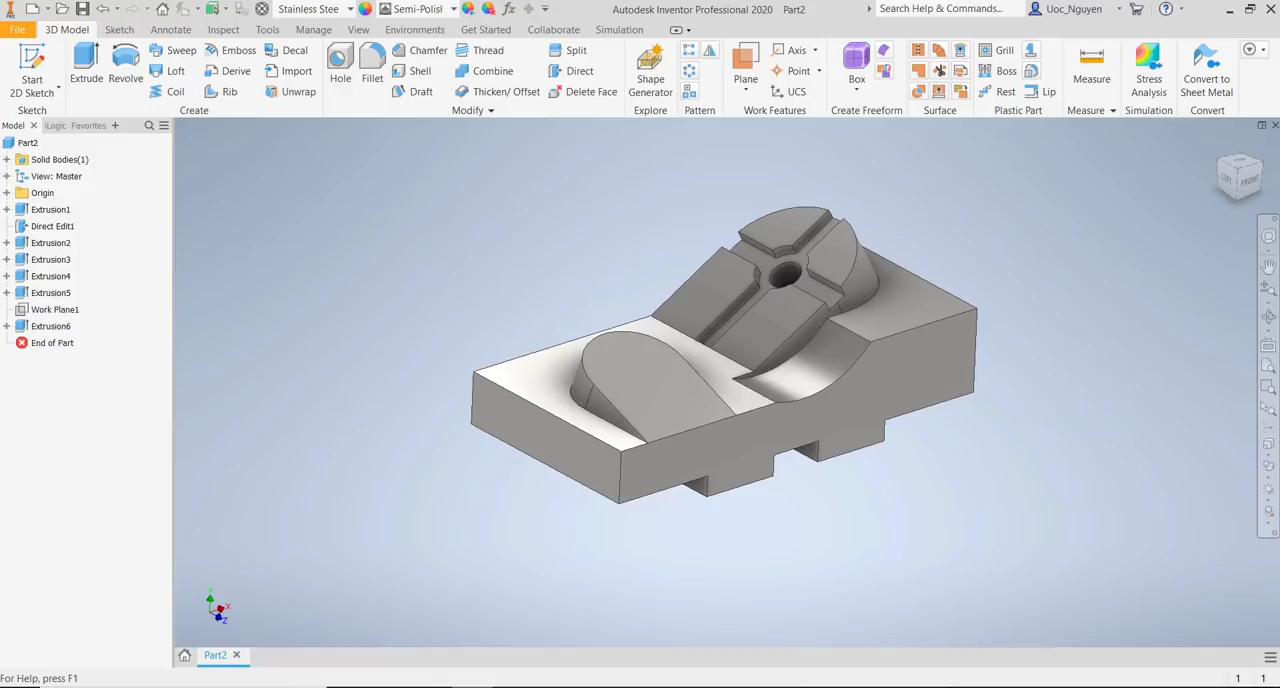 Stainless Stee
Semi-Polisl
Autodesk Inventor Professional 2020 Part2
Search Help & Commands...
Uoc_Nguyen
File 3D Model Sketch Annotate Inspect Tools Manage View Environments Get Started Collaborate Simulation
Start
2D Sketch
Sketch
Extrude
Revolve
Sweep
Loft
Coil
Emboss
Derive
Rib
Decal
Import
Unwrap
Create
Hole
Fillet
Chamfer
Shell
Draft
Thread
Combine
Thicken/ Offset
Split
Direct
Delete Face
Modify
Shape
Generator
Explore
Pattern
Plane
Axis
Point
UCS
Work Features
Box
Create Freeform
Surface
Grill
Boss
Rest
Lip
Plastic Part
Measure
Measure
Stress
Analysis
Simulation
Convert to
Sheet Metal
Convert
Model iLogic Favorites
Part2
Solid Bodies(1)
View: Master
Origin
Extrusion1
Direct Edit1
Extrusion2
Extrusion3
Extrusion4
Extrusion5
Work Plane1
Extrusion6
End of Part
LEFT FRONT
Y
X
Z
Part2
For Help, press F1
1 1